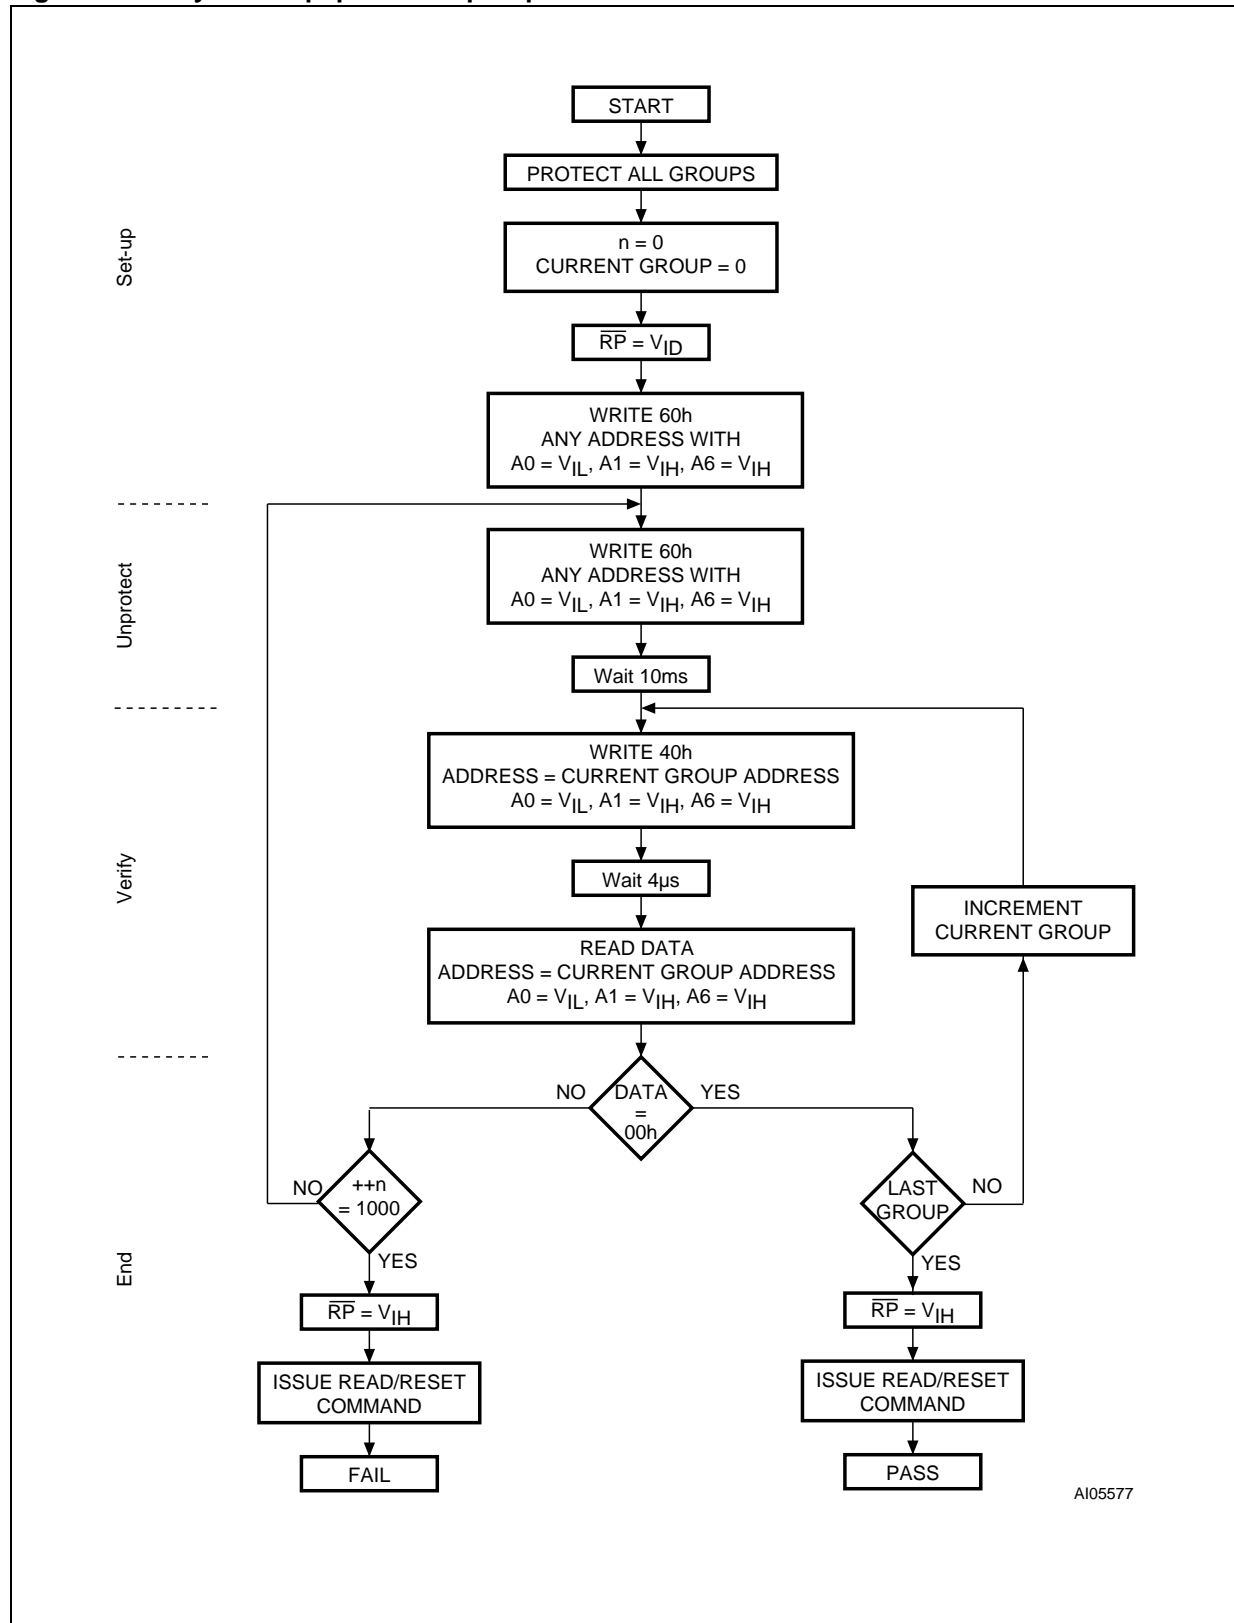 START
PROTECT ALL GROUPS
n = 0
CURRENT GROUP = 0
Set-up
RP = VID
WRITE 60h
ANY ADDRESS WITH
A0 = VIL, A1 = VIH, A6 = VIH
Unprotect
WRITE 60h
ANY ADDRESS WITH
A0 = VIL, A1 = VIH, A6 = VIH
Wait 10ms
Verify
WRITE 40h
ADDRESS = CURRENT GROUP ADDRESS
A0 = VIL, A1 = VIH, A6 = VIH
Wait 4µs
INCREMENT
CURRENT GROUP
READ DATA
ADDRESS = CURRENT GROUP ADDRESS
A0 = VIL, A1 = VIH, A6 = VIH
End
NO
DATA
=
00h
YES
NO
++n
= 1000
YES
LAST
GROUP
NO
YES
RP = VIH
ISSUE READ/RESET
COMMAND
FAIL
RP = VIH
ISSUE READ/RESET
COMMAND
PASS
AI05577